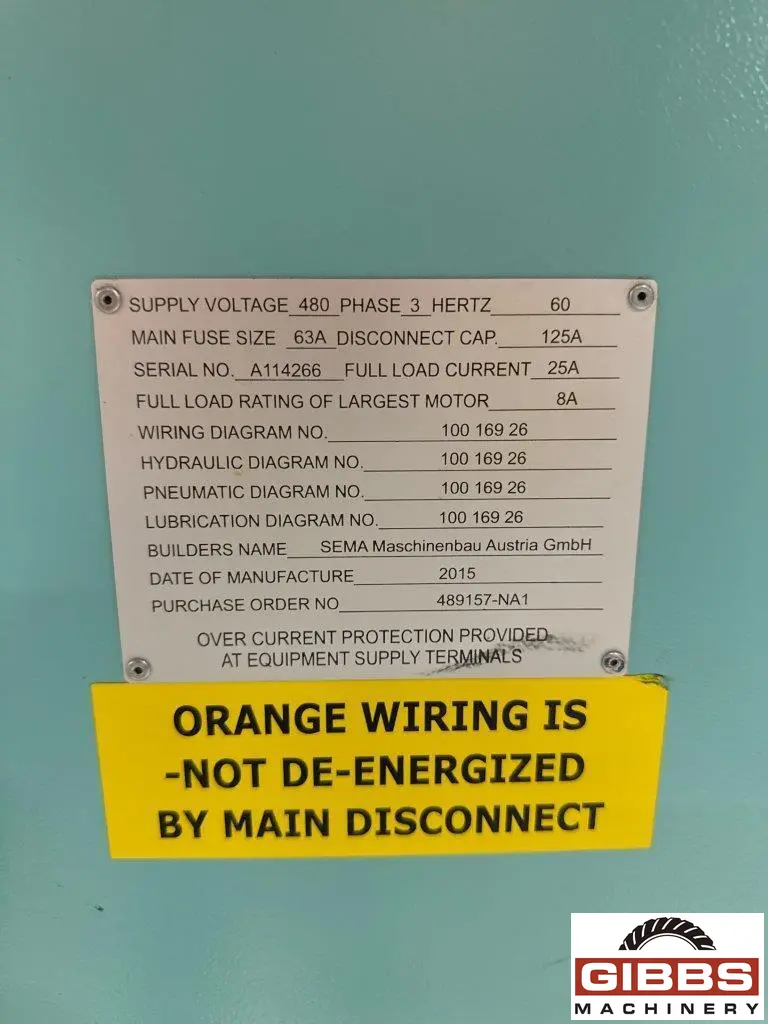 SUPPLY VOLTAGE 480 PHASE 3 HERTZ 60
MAIN FUSE SIZE 63A DISCONNECT CAP. 125A
SERIAL NO. A114266 FULL LOAD CURRENT 25A
FULL LOAD RATING OF LARGEST MOTOR 8A
WIRING DIAGRAM NO. 100 169 26
HYDRAULIC DIAGRAM NO. 100 169 26
PNEUMATIC DIAGRAM NO. 100 169 26
LUBRICATION DIAGRAM NO. 100 169 26
BUILDERS NAME SEMA Maschinenbau Austria GmbH
DATE OF MANUFACTURE 2015
PURCHASE ORDER NO 489157-NA1
OVER CURRENT PROTECTION PROVIDED
AT EQUIPMENT SUPPLY TERMINALS
ORANGE WIRING IS
-NOT DE-ENERGIZED
BY MAIN DISCONNECT
GIBBS
MACHINERY